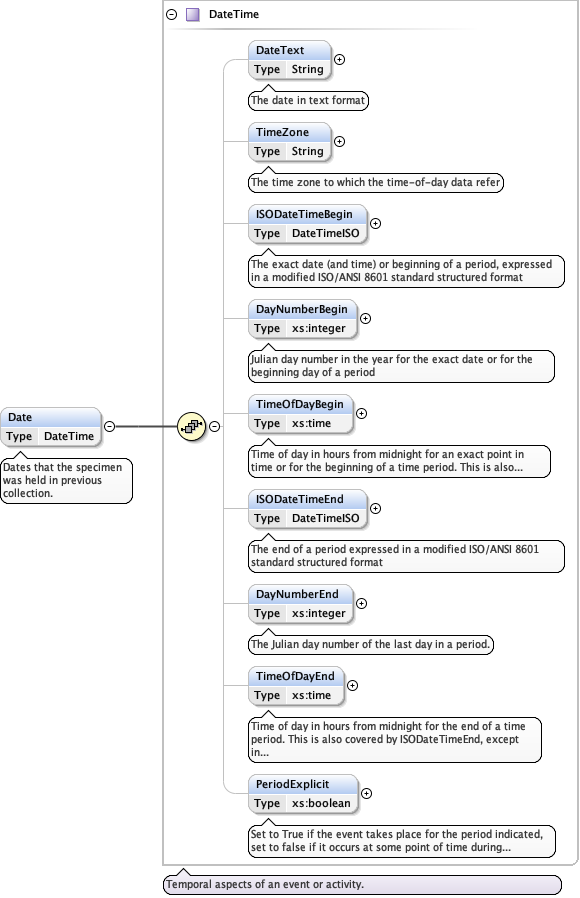 DateTime
DateText
Type String
The date in text format
TimeZone
Type String
The time zone to which the time-of-day data refer
ISODateTimeBegin
Type DateTimeISO
The exact date (and time) or beginning of a period, expressed
in a modified ISO/ANSI 8601 standard structured format
DayNumberBegin
Type xs:integer
Julian day number in the year for the exact date or for the
beginning day of a period
Date
Type DateTime
Dates that the specimen
was held in previous
collection.
TimeOfDayBegin
Type xs:time
Time of day in hours from midnight for an exact point in
time or for the beginning of a time period. This is also...
ISODateTimeEnd
Type DateTimeISO
The end of a period expressed in a modified ISO/ANSI 8601
standard structured format
DayNumberEnd
Type xs:integer
The Julian day number of the last day in a period.
TimeOfDayEnd
Type xs:time
Time of day in hours from midnight for the end of a time
period. This is also covered by ISODateTimeEnd, except
in...
PeriodExplicit
Type xs:boolean
Set to True if the event takes place for the period indicated,
set to false if it occurs at some point of time during...
Temporal aspects of an event or activity.